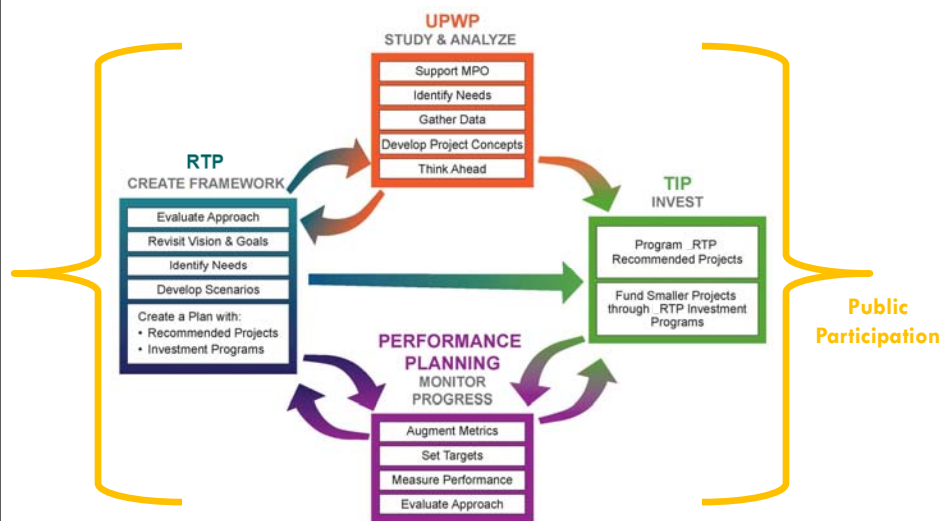 UPWP
STUDY & ANALYZE
Support MPO
Identify Needs
Gather Data
Develop Project Concepts
Think Ahead
RTP
CREATE FRAMEWORK
Evaluate Approach
Revisit Vision & Goals
Identify Needs
Develop Scenarios
Create a Plan with:
• Recommended Projects
• Investment Programs
TIP
INVEST
Program _RTP
Recommended Projects
Fund Smaller Projects
through _RTP Investment
Programs
PERFORMANCE
PLANNING
MONITOR
PROGRESS
Augment Metrics
Set Targets
Measure Performance
Evaluate Approach
Public
Participation